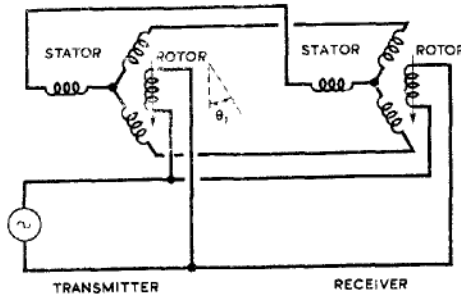 STATOR
ROTOR
STATOR
ROTOR
θ₁
TRANSMITTER
RECEIVER